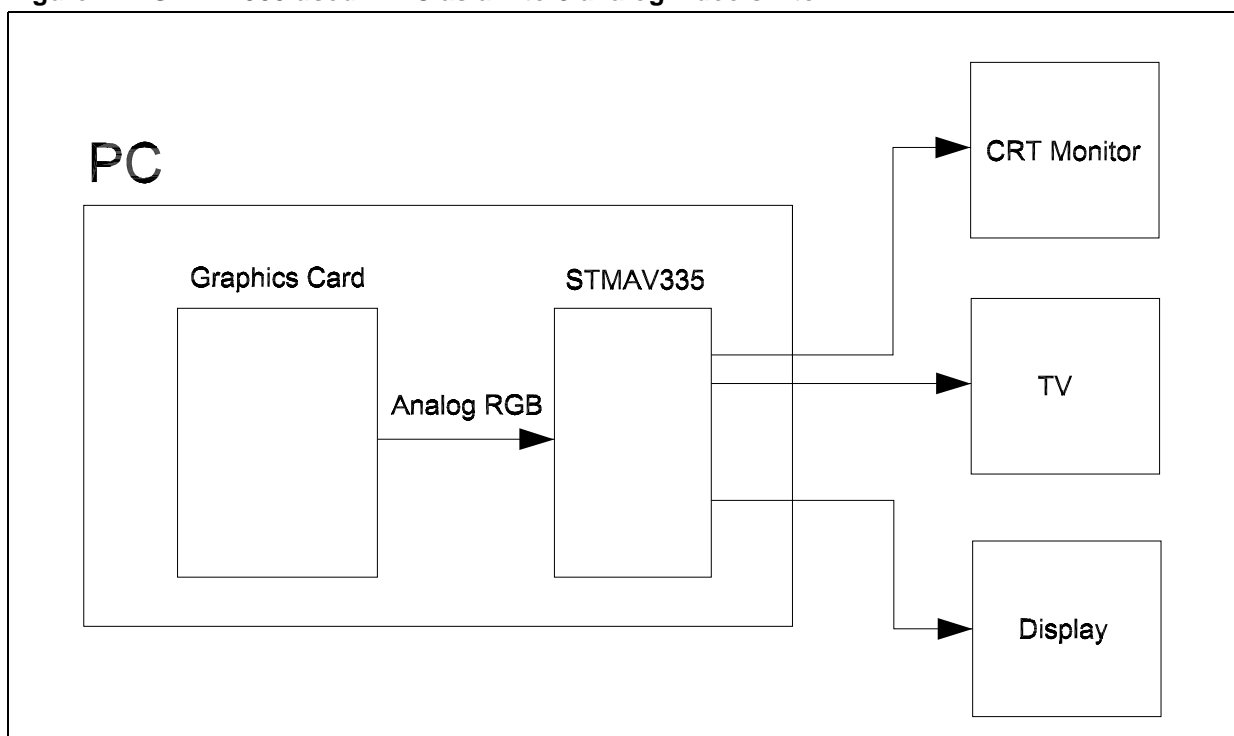 PC
Graphics Card
STMAV335
Analog RGB
CRT Monitor
TV
Display